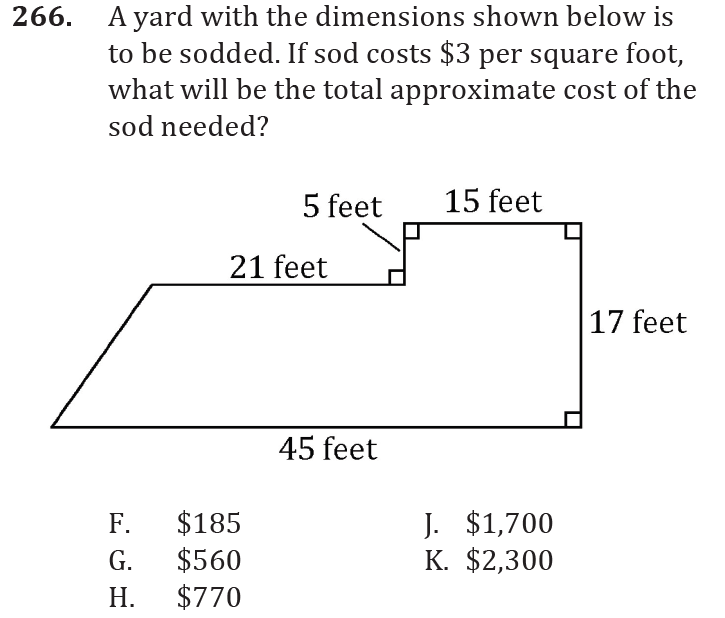 266. A yard with the dimensions shown below is
to be sodded. If sod costs $3 per square foot,
what will be the total approximate cost of the
sod needed?
5 feet
15 feet
21 feet
17 feet
45 feet
F. $185
G. $560
H. $770
J. $1,700
K. $2,300